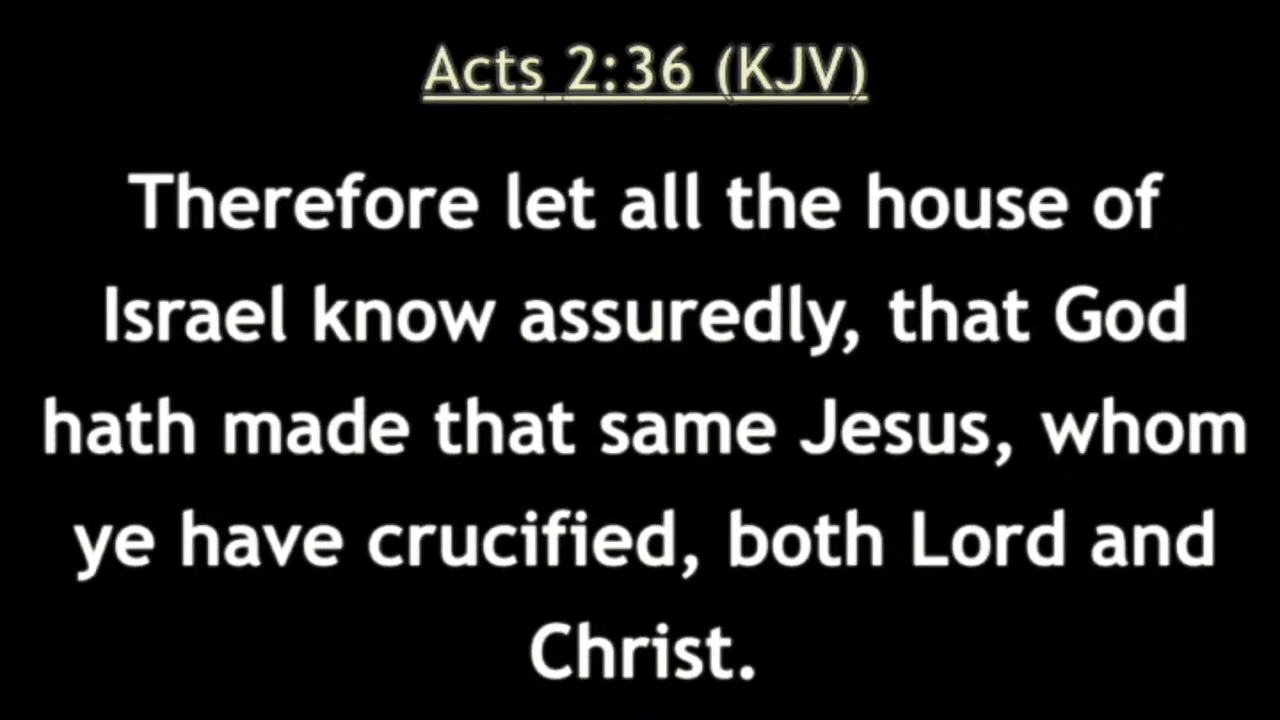 Acts 2:36 (KJV)
Therefore let all the house of
Israel know assuredly, that God
hath made that same Jesus, whom
ye have crucified, both Lord and
Christ.